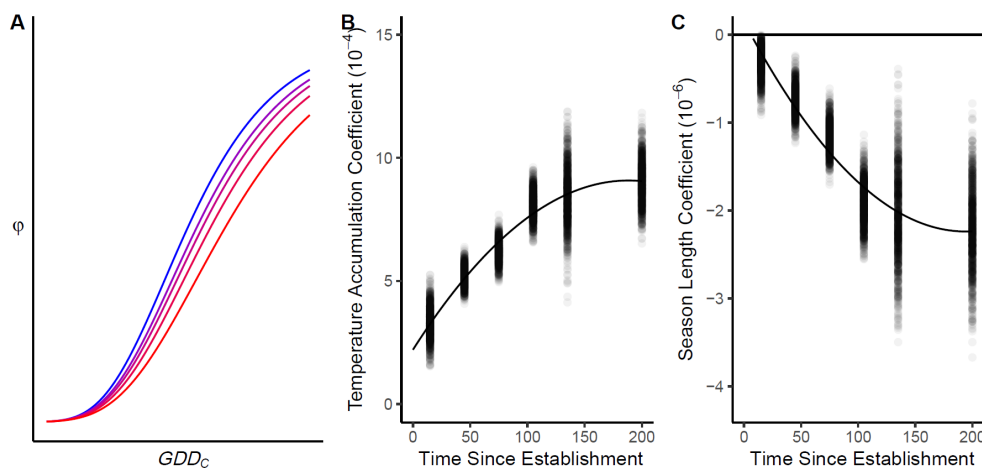 A
φ
GDD_C
B
Temperature Accumulation Coefficient (10⁻⁴)
15
10
5
0
0 50 100 150 200
Time Since Establishment
C
Season Length Coefficient (10⁻⁶)
0
−1
−2
−3
−4
0 50 100 150 200
Time Since Establishment